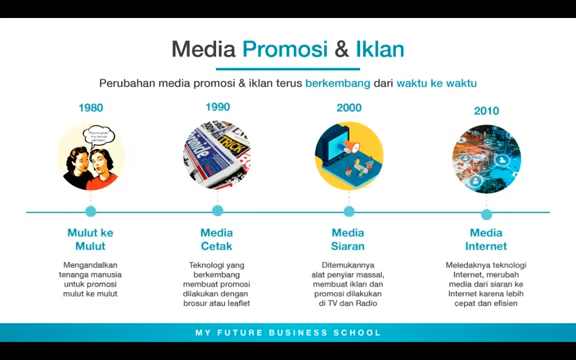 Media Promosi & Iklan
Perubahan media promosi & iklan terus berkembang dari waktu ke waktu
1980
Mulut ke
Mulut
Mengandalkan
tenanga manusia
untuk promosi
mulut ke mulut
1990
Media
Cetak
Teknologi yang
berkembang
membuat promosi
dilakukan dengan
brosur atau leaflet
2000
Media
Siaran
Ditemukannya
alat penyiar massal,
membuat iklan dan
promosi dilakukan
di TV dan Radio
2010
Media
Internet
Meledaknya teknologi
Internet, merubah
media dari siaran ke
Internet karena lebih
cepat dan efisien
MY FUTURE BUSINESS SCHOOL